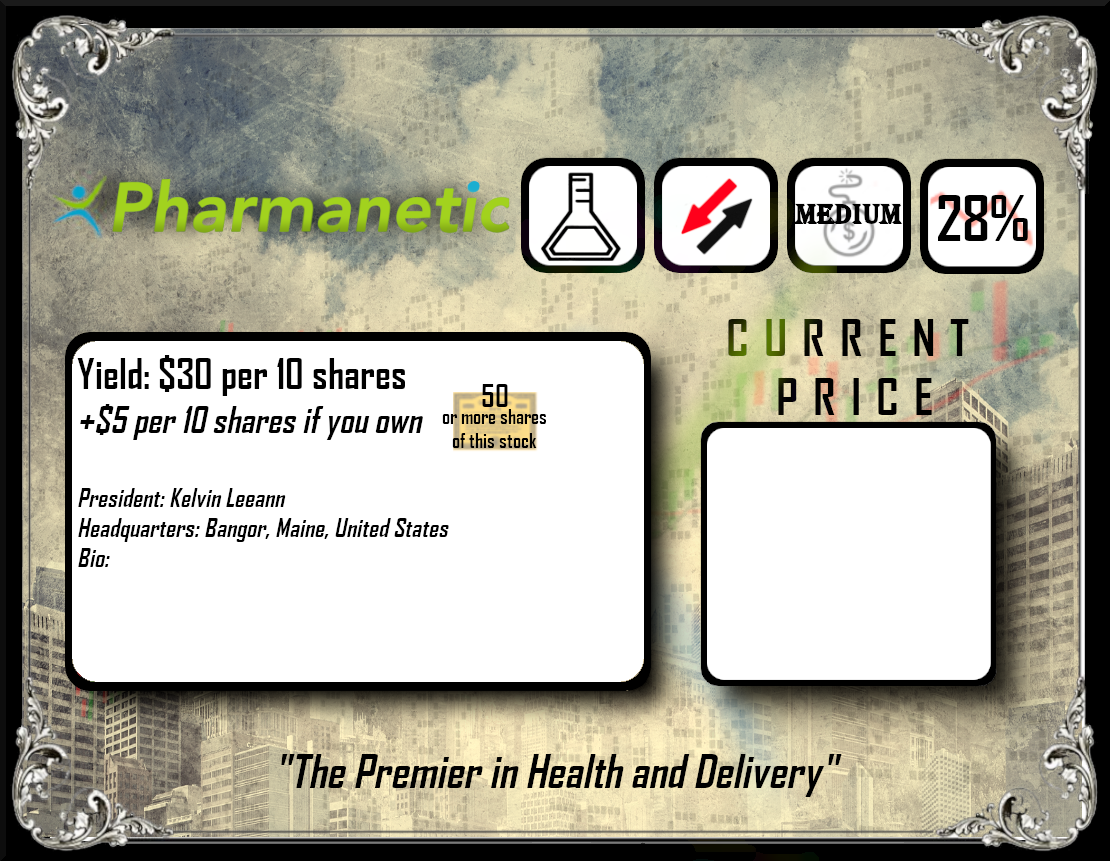 Pharmanetic
MEDIUM
28%
CURRENT
PRICE
Yield: $30 per 10 shares
+$5 per 10 shares if you own
50
or more shares
of this stock
President: Kelvin Leeann
Headquarters: Bangor, Maine, United States
Bio:
"The Premier in Health and Delivery"